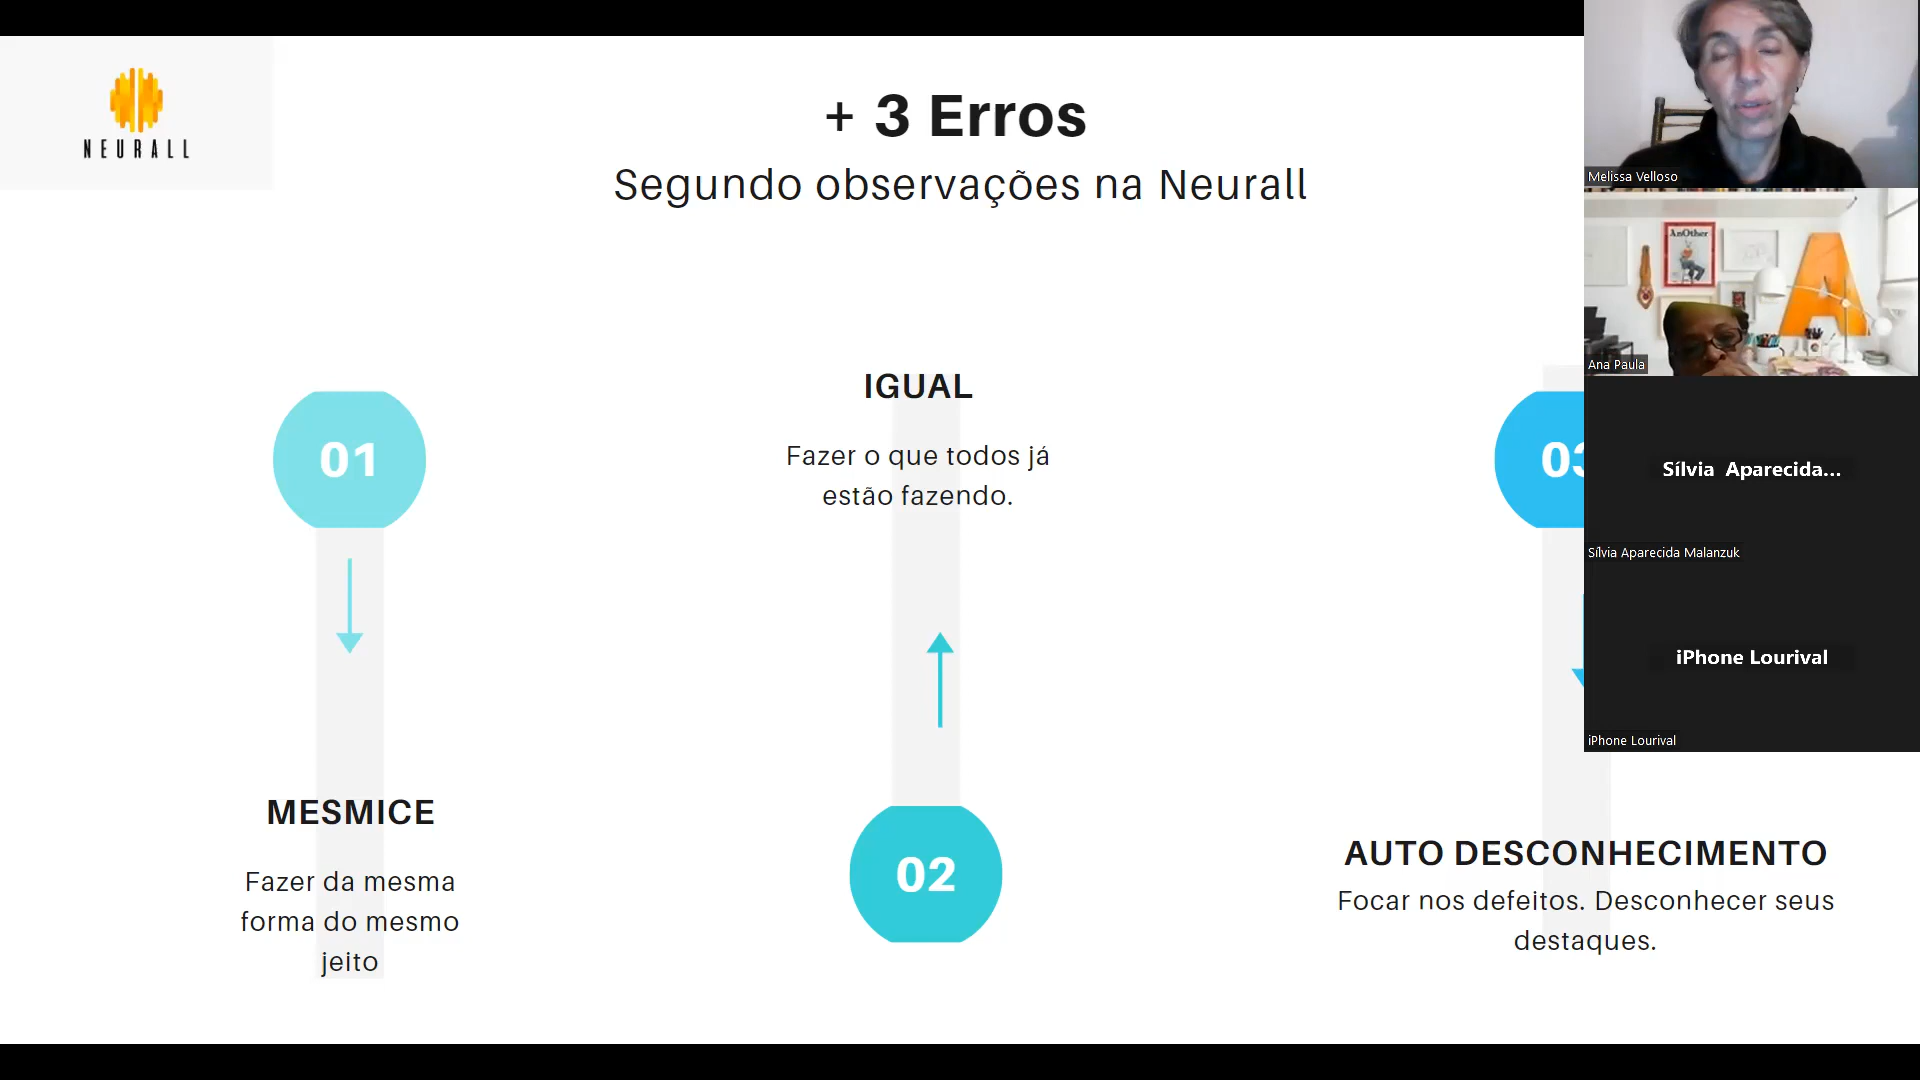 NEURALL
+ 3 Erros
Segundo observações na Neurall
01
MESMICE
Fazer da mesma
forma do mesmo
jeito
IGUAL
Fazer o que todos já
estão fazendo.
02
03
AUTO DESCONHECIMENTO
Focar nos defeitos. Desconhecer seus
destaques.
Melissa Velloso
AnOther
A
Ana Paula
Sílvia Aparecida...
Sílvia Aparecida Malanzuk
iPhone Lourival
iPhone Lourival